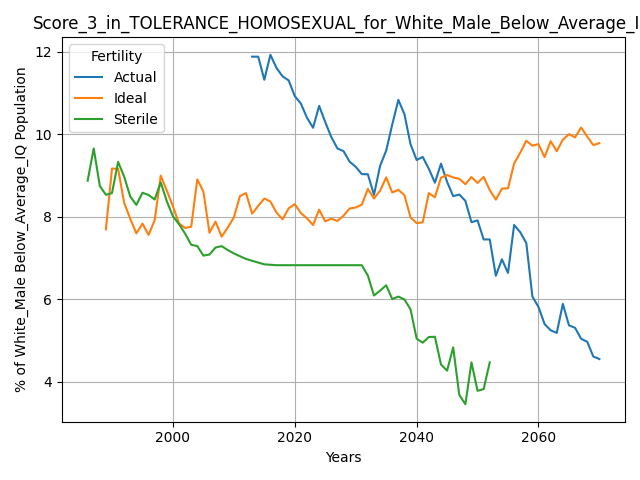 Score_3_in_TOLERANCE_HOMOSEXUAL_for_White_Male_Below_Average_I
Fertility
Actual
Ideal
Sterile
% of White_Male Below_Average_IQ Population
12
10
8
6
4
2000 2020 2040 2060
Years